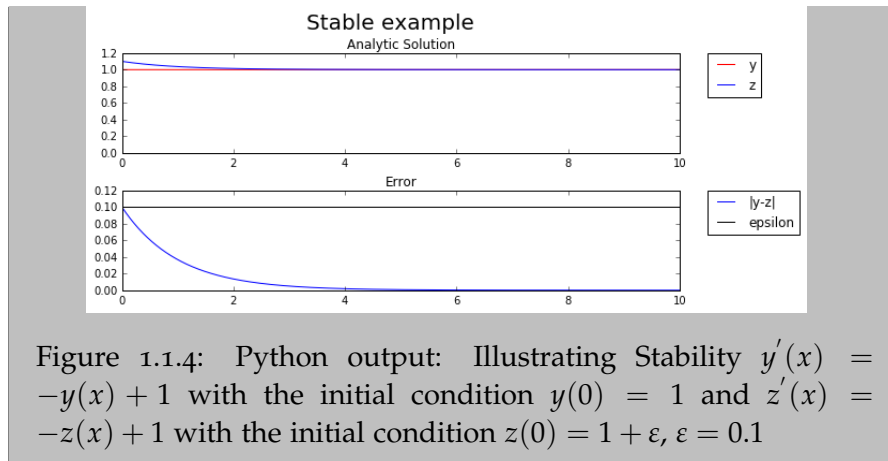 Stable example
Analytic Solution
1.2
1.0
0.8
0.6
0.4
0.2
0.0
0 2 4 6 8 10
y
z
Error
0.12
0.10
0.08
0.06
0.04
0.02
0.00
0 2 4 6 8 10
|y-z|
epsilon
Figure 1.1.4: Python output: Illustrating Stability y′(x) =
−y(x) + 1 with the initial condition y(0) = 1 and z′(x) =
−z(x) + 1 with the initial condition z(0) = 1 + ε, ε = 0.1